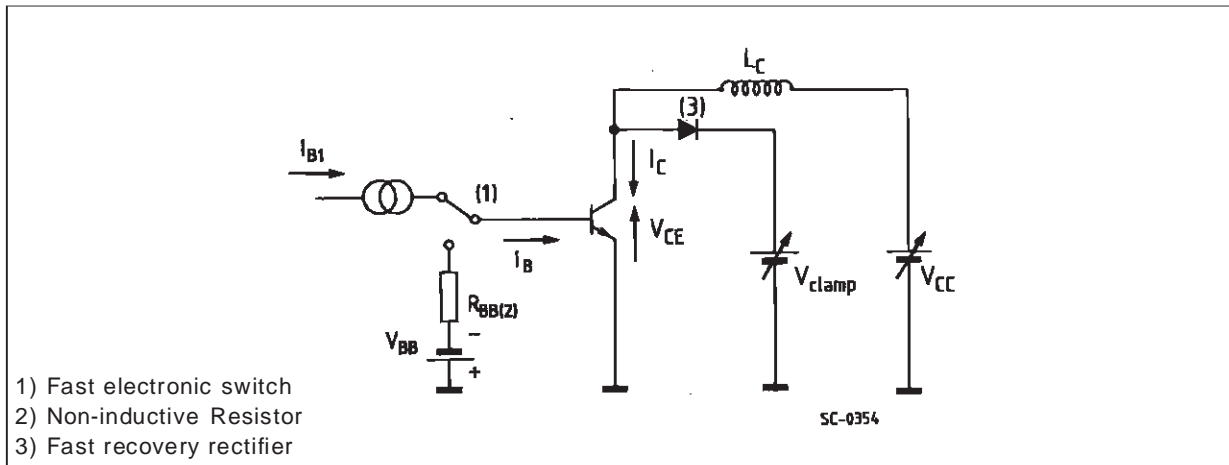 L_C
(3)
I_B1
(1)
I_C
V_CE
i_B
V_clamp
V_CC
R_BB(2)
V_BB
−
+
SC-0354
1) Fast electronic switch
2) Non-inductive Resistor
3) Fast recovery rectifier